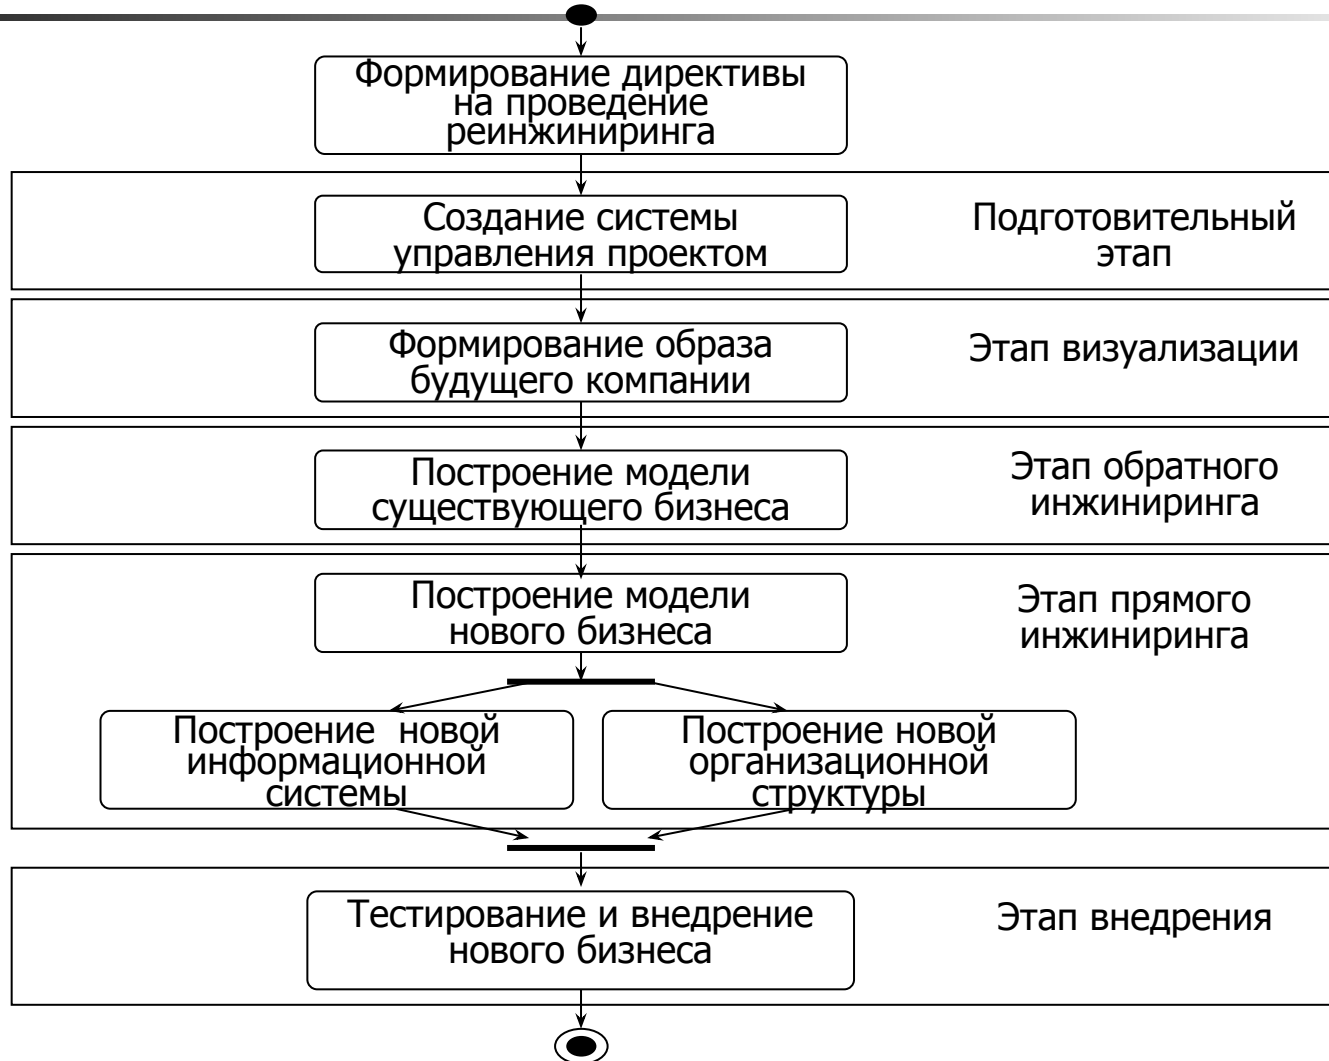 Формирование директивы
на проведение
реинжиниринга
Создание системы
управления проектом
Подготовительный
этап
Формирование образа
будущего компании
Этап визуализации
Построение модели
существующего бизнеса
Этап обратного
инжиниринга
Построение модели
нового бизнеса
Этап прямого
инжиниринга
Построение новой
информационной
системы
Построение новой
организационной
структуры
Тестирование и внедрение
нового бизнеса
Этап внедрения